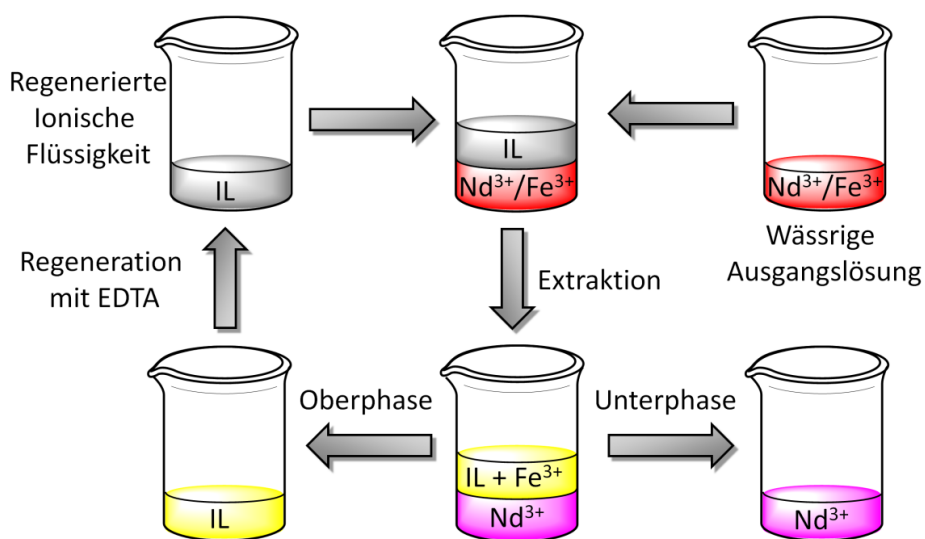 Regenerierte
Ionische
Flüssigkeit
IL
IL
Nd³⁺/Fe³⁺
Nd³⁺/Fe³⁺
Wässrige
Ausgangslösung
Regeneration
mit EDTA
Extraktion
Oberphase
Unterphase
IL
IL + Fe³⁺
Nd³⁺
Nd³⁺